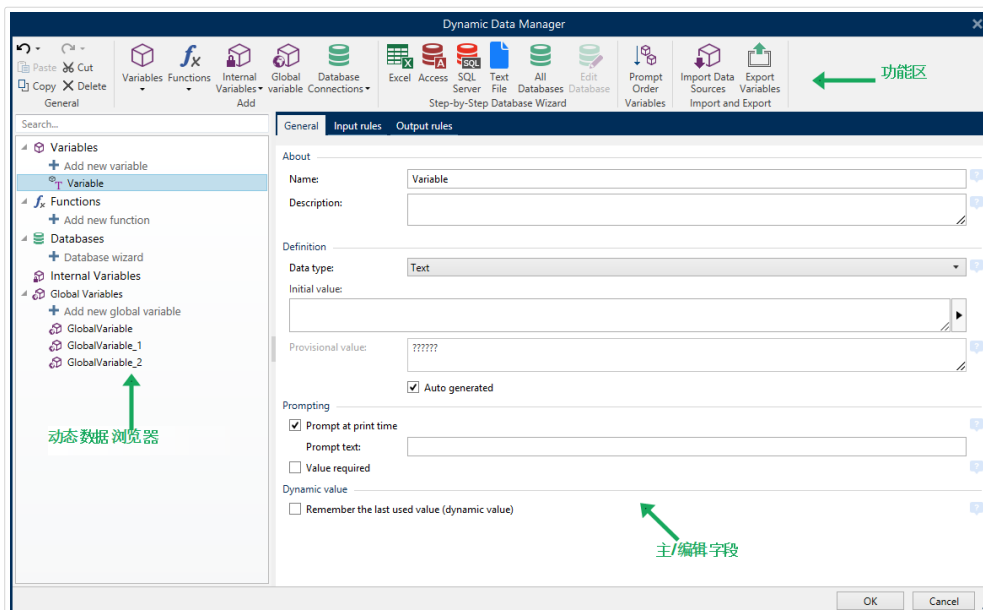 Dynamic Data Manager
Paste Cut
Copy Delete
General
Variables Functions Internal Variables Global variable Database Connections
Add
Excel Access SQL Server Text File All Databases Edit Database
Step-by-Step Database Wizard
Prompt Order
Variables
Import Data Sources Export Variables
Import and Export
功能区
Search...
Variables
Add new variable
Variable
Functions
Add new function
Databases
Database wizard
Internal Variables
Global Variables
Add new global variable
GlobalVariable
GlobalVariable_1
GlobalVariable_2
动态数据 浏览器
General Input rules Output rules
About
Name: Variable
Description:
Definition
Data type: Text
Initial value:
Provisional value: ??????
Auto generated
Prompting
Prompt at print time
Prompt text:
Value required
Dynamic value
Remember the last used value (dynamic value)
主/编辑字段
OK Cancel